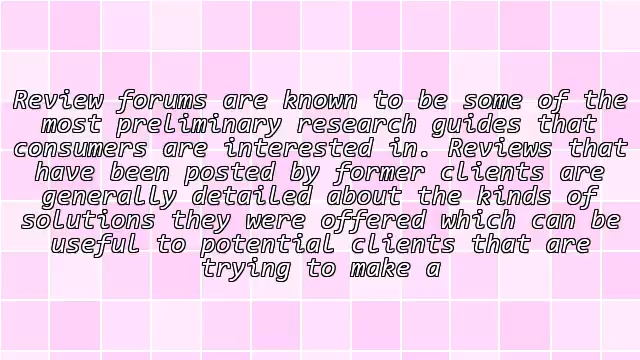 Review forums are known to be some of the
most preliminary research guides that
consumers are interested in. Reviews that
have been posted by former clients are
generally detailed about the kinds of
solutions they were offered which can be
useful to potential clients that are
trying to make a